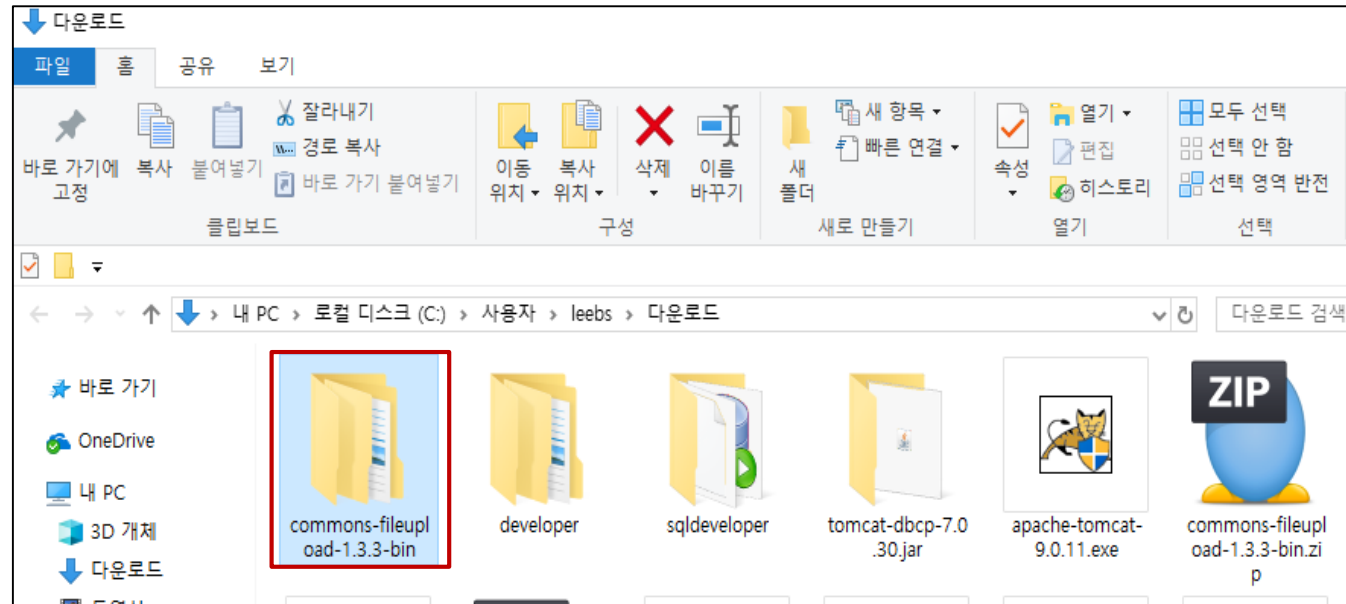 다운로드
파일 홈 공유 보기
바로 가기에
고정
복사
붙여넣기
잘라내기
경로 복사
바로 가기 붙여넣기
클립보드
이동
위치
복사
위치
삭제
이름
바꾸기
구성
새
폴더
새 항목
빠른 연결
새로 만들기
속성
열기
편집
히스토리
열기
모두 선택
선택 안 함
선택 영역 반전
선택
내 PC › 로컬 디스크 (C:) › 사용자 › leebs › 다운로드
다운로드 검색
바로 가기
OneDrive
내 PC
3D 개체
다운로드
commons-fileupl
oad-1.3.3-bin
developer
sqldeveloper
tomcat-dbcp-7.0
.30.jar
apache-tomcat-
9.0.11.exe
ZIP
commons-fileupl
oad-1.3.3-bin.zi
p